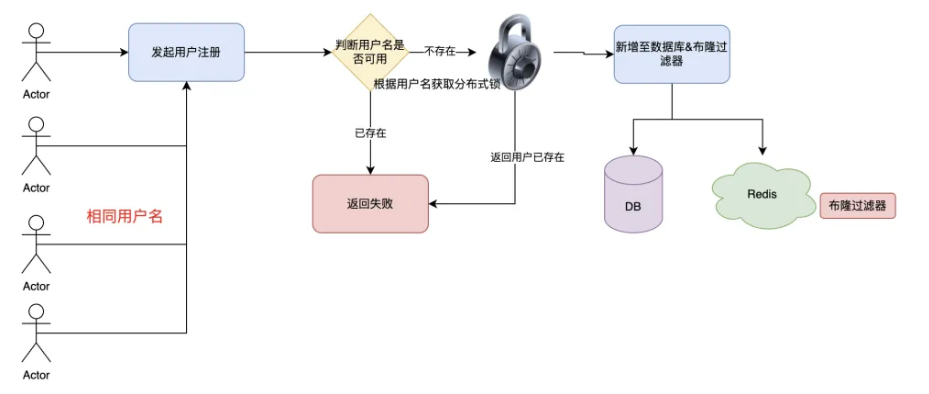 Actor
发起用户注册
判断用户名是
否可用
不存在
根据用户名获取分布式锁
新增至数据库&布隆过
滤器
Actor
已存在
返回用户已存在
相同用户名
返回失败
DB
Redis
布隆过滤器
Actor
Actor